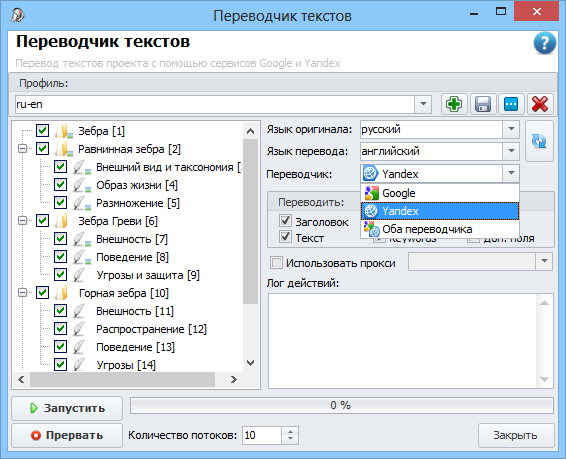 Переводчик текстов
Переводчик текстов
Перевод текстов проекта с помощью сервисов Google и Yandex
Профиль:
ru-en
Зебра [1]
Равнинная зебра [2]
Внешний вид и таксономия [
Образ жизни [4]
Размножение [5]
Зебра Греви [6]
Внешность [7]
Поведение [8]
Угрозы и защита [9]
Горная зебра [10]
Внешность [11]
Распространение [12]
Поведение [13]
Угрозы [14]
Язык оригинала: русский
Язык перевода: английский
Переводчик: Yandex
Google
Yandex
Оба переводчика
Переводить:
Заголовок
Текст
Использовать прокси
Лог действий:
Запустить
0 %
Прервать
Количество потоков: 10
Закрыть